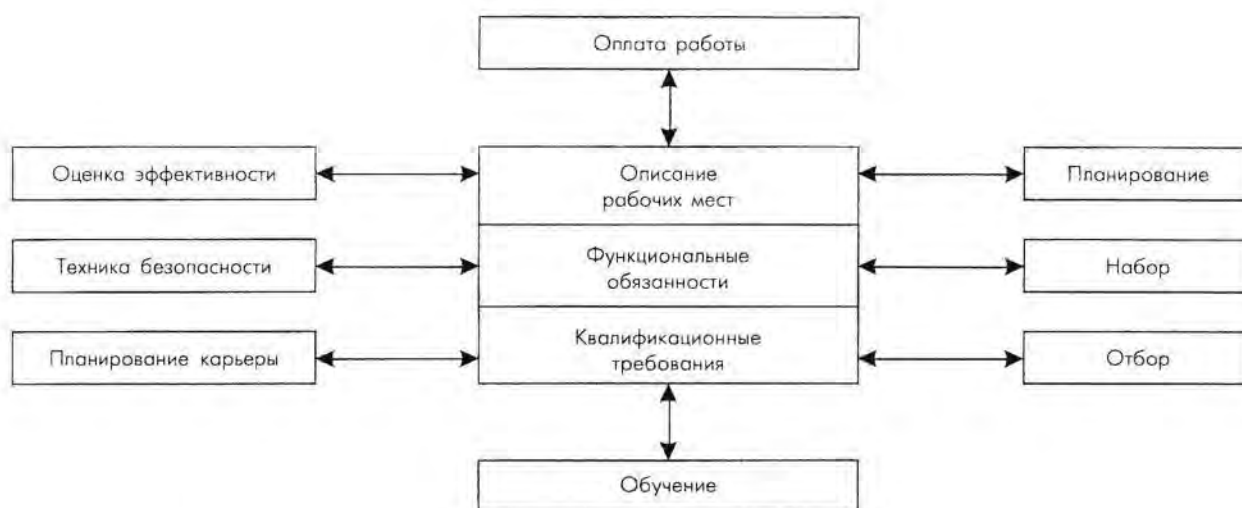 Оплата работы
Оценка эффективности
Описание
рабочих мест
Планирование
Техника безопасности
Функциональные
обязанности
Набор
Планирование карьеры
Квалификационные
требования
Отбор
Обучение